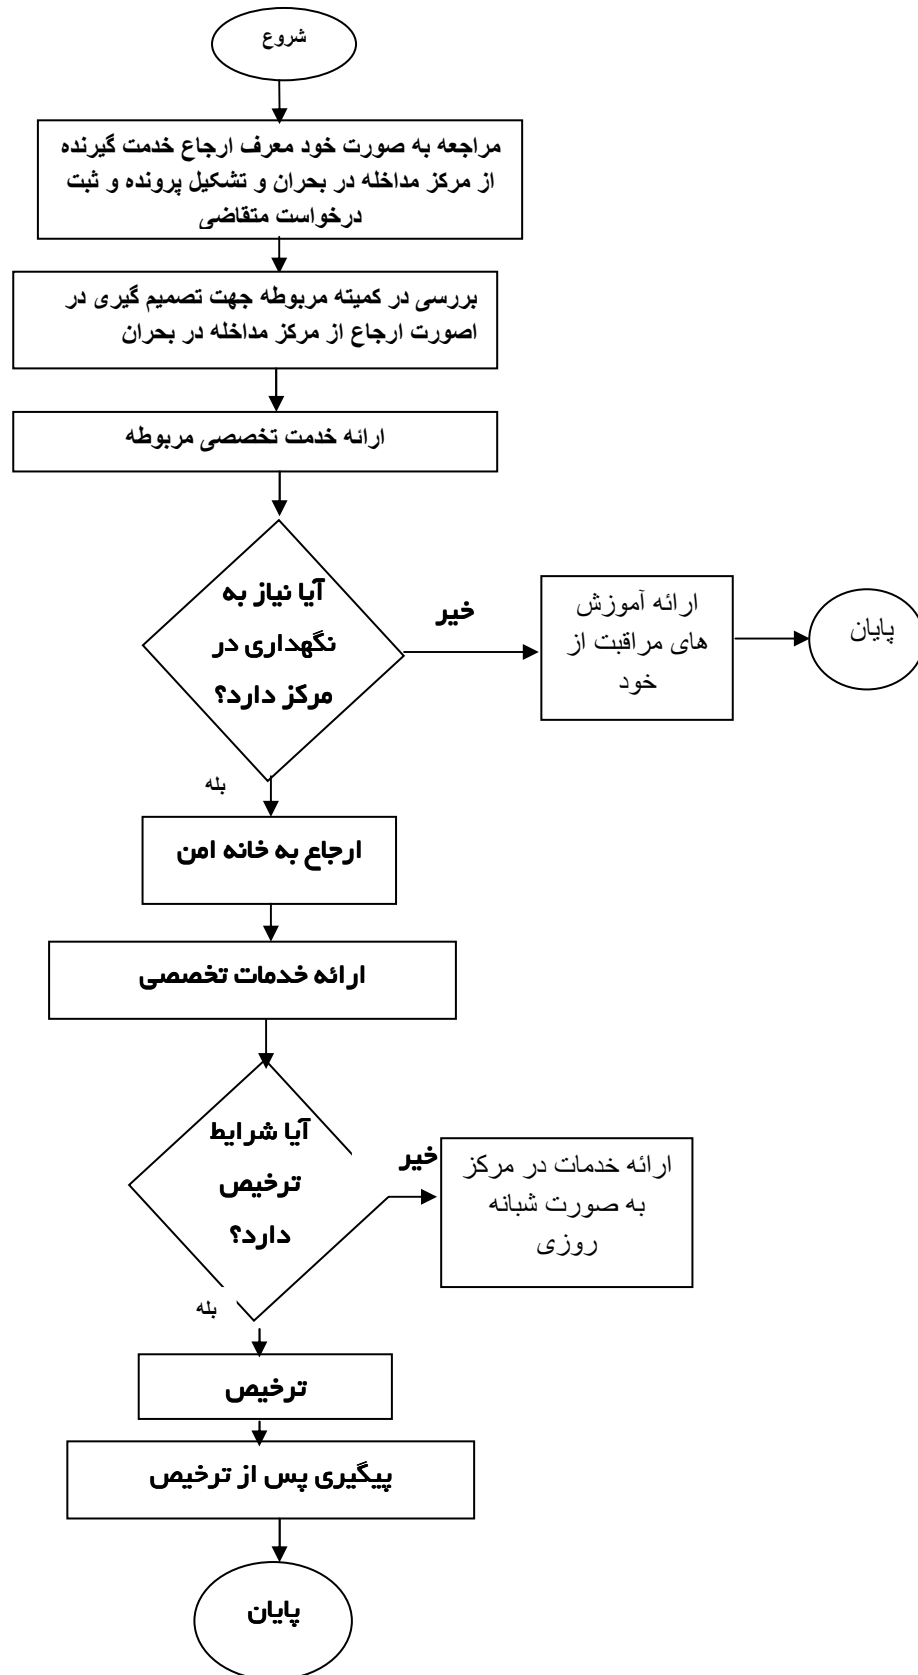 شروع
مراجعه به صورت خود معرف ارجاع خدمت گیرنده
از مرکز مداخله در بحران و تشکیل پرونده و ثبت
درخواست متقاضی
بررسی در کمیته مربوطه جهت تصمیم گیری در
اصورت ارجاع از مرکز مداخله در بحران
ارائه خدمت تخصصی مربوطه
آیا نیاز به
نگهداری در
مرکز دارد؟
خیر
ارائه آموزش
های مراقبت از
خود
پایان
بله
ارجاع به خانه امن
ارائه خدمات تخصصی
آیا شرایط
ترخیص
دارد؟
خیر
ارائه خدمات در مرکز
به صورت شبانه
روزی
بله
ترخیص
پیگیری پس از ترخیص
پایان